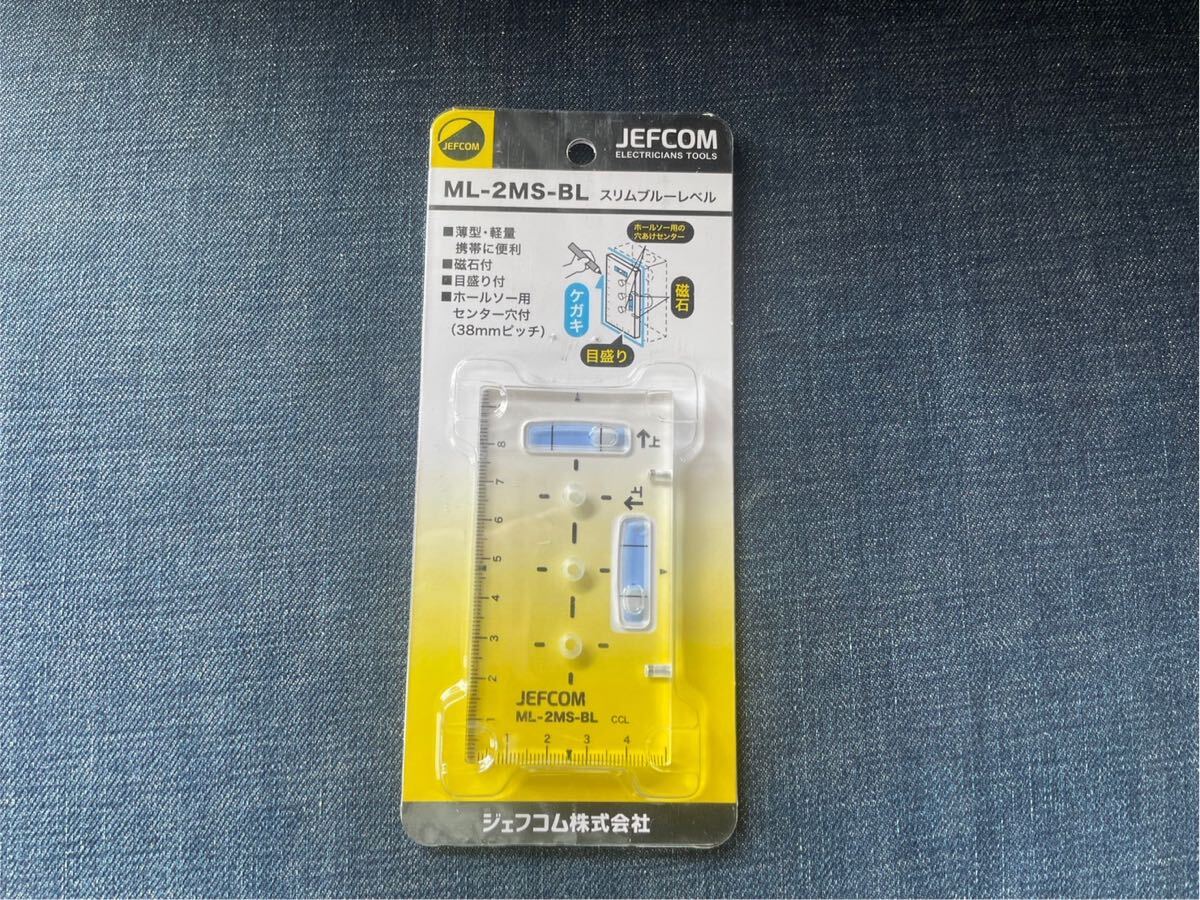 JEFCOM
JEFCOM
ELECTRICIANS TOOLS
ML-2MS-BL スリムブルーレベル
■薄型・軽量
携帯に便利
■磁石付
■目盛り付
■ホールソー用
センター穴付
(38mmピッチ)
ホールソー用の
穴あけセンター
ケガキ
磁石
目盛り
↑上
↑上
8
7
6
5
4
3
2
1
JEFCOM
ML-2MS-BL CCL
1 2 3 4
ジェフコム株式会社